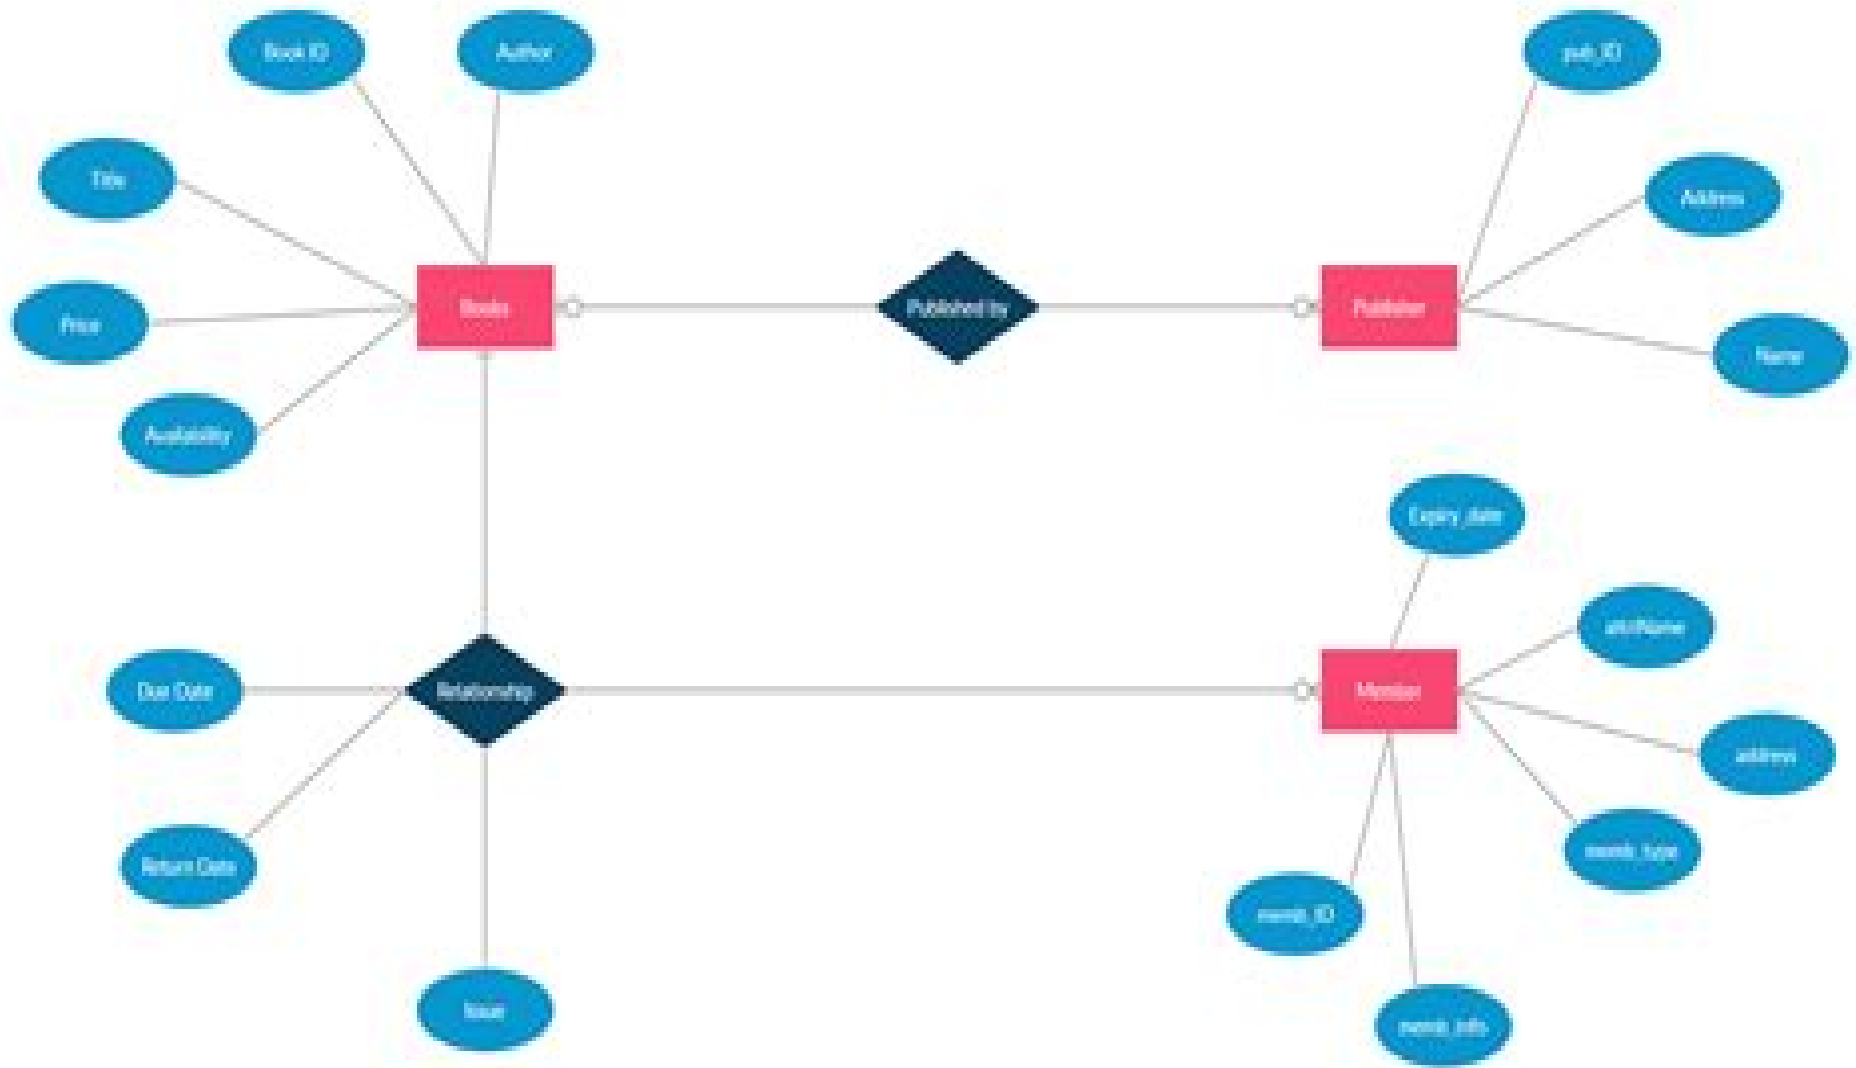 Book ID
Author
pub_ID
Title
Address
Price
Books
Published by
Publisher
Name
Availability
Expiry_date
attriName
Due Date
Relationship
Member
address
Return Date
memb_type
memb_ID
Issue
memb_info